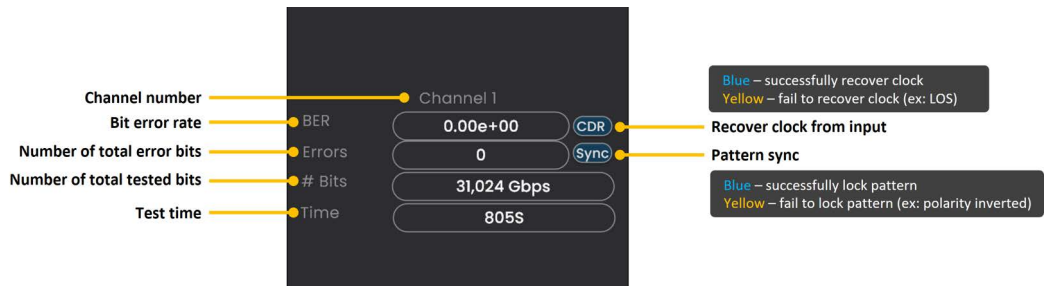 Blue – successfully recover clock
Yellow – fail to recover clock (ex: LOS)
Channel number
Channel 1
Bit error rate
BER
0.00e+00
CDR
Recover clock from input
Number of total error bits
Errors
0
Sync
Pattern sync
Number of total tested bits
# Bits
31,024 Gbps
Blue – successfully lock pattern
Yellow – fail to lock pattern (ex: polarity inverted)
Test time
Time
805S